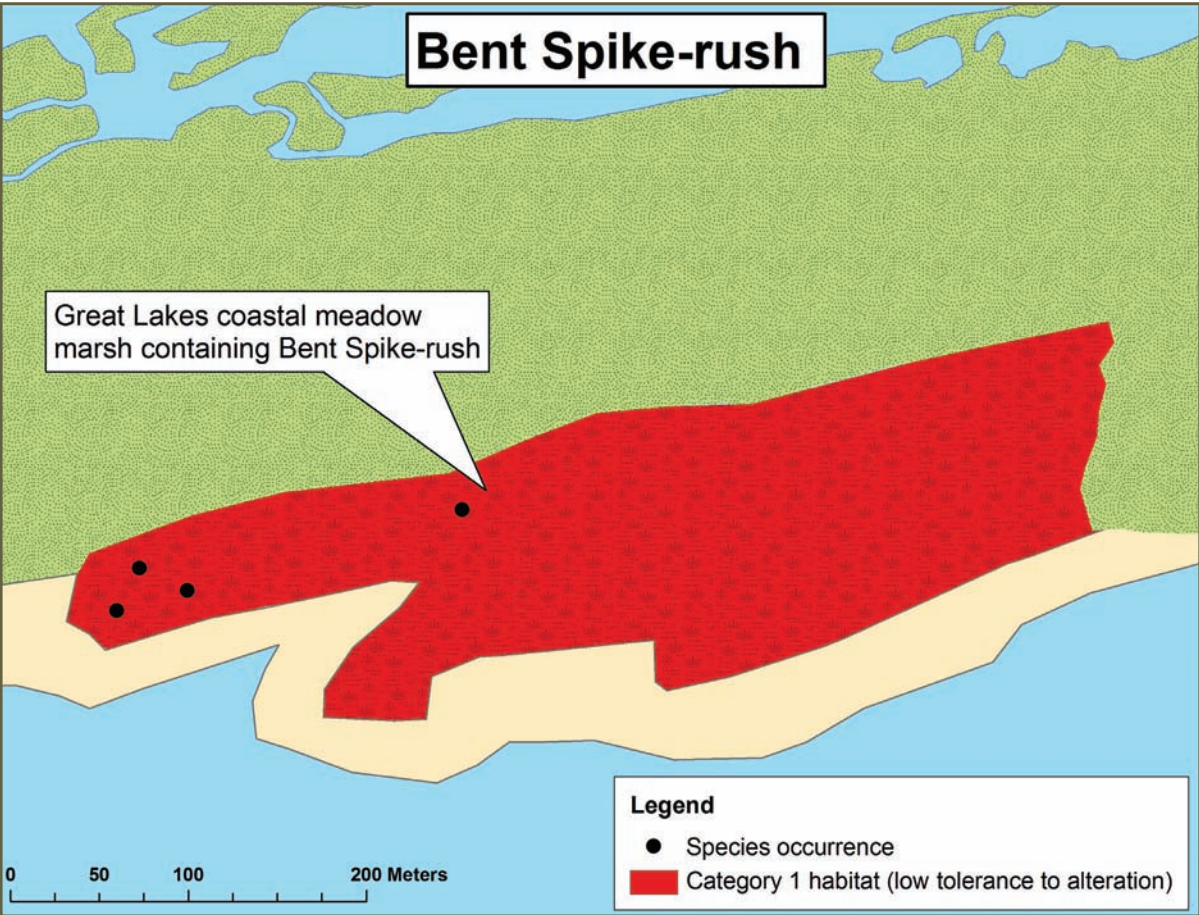 Bent Spike-rush
Great Lakes coastal meadow
marsh containing Bent Spike-rush
Legend
Species occurrence
Category 1 habitat (low tolerance to alteration)
0 50 100 200 Meters